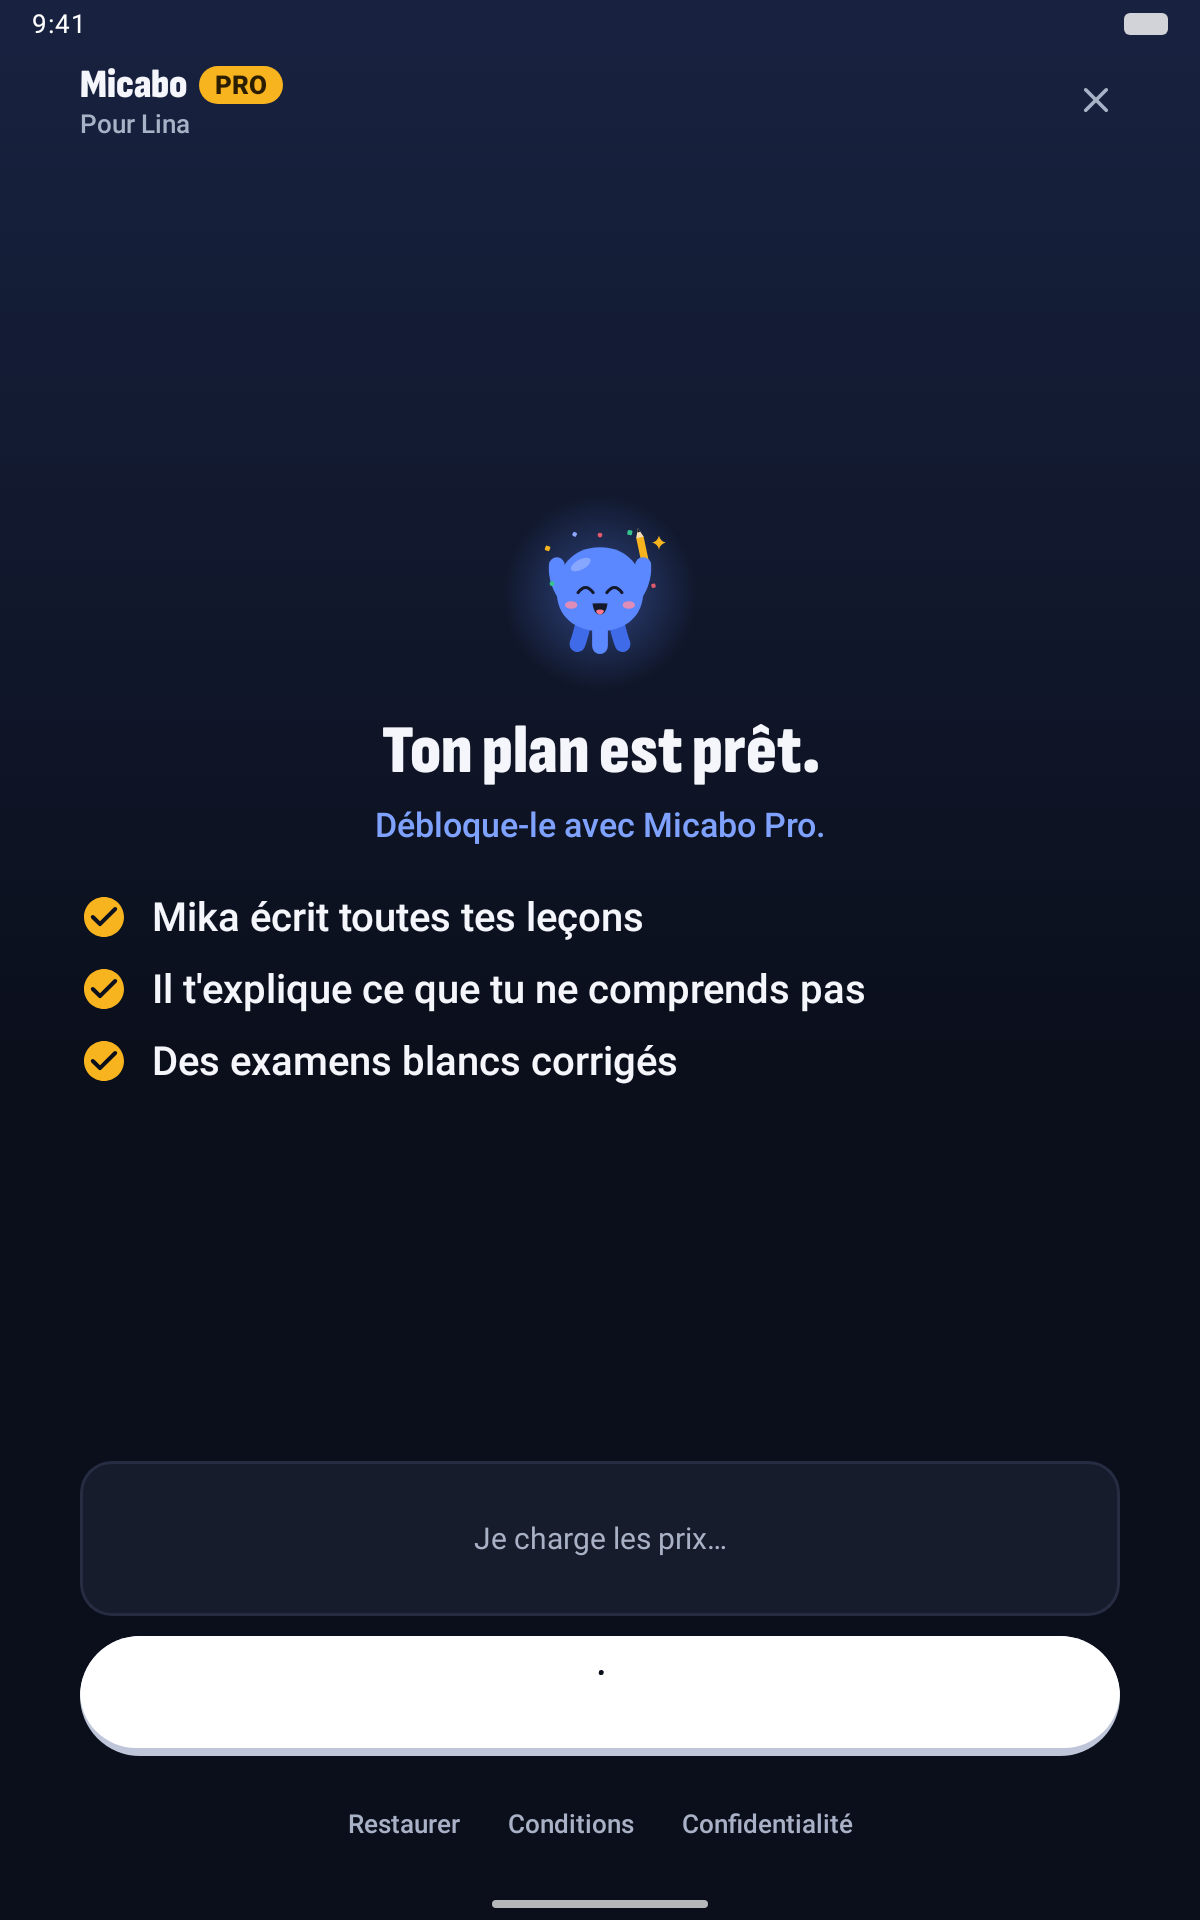 9:41
Micabo PRO
Pour Lina
Ton plan est prêt.
Débloque-le avec Micabo Pro.
Mika écrit toutes tes leçons
Il t'explique ce que tu ne comprends pas
Des examens blancs corrigés
Je charge les prix…
Restaurer Conditions Confidentialité